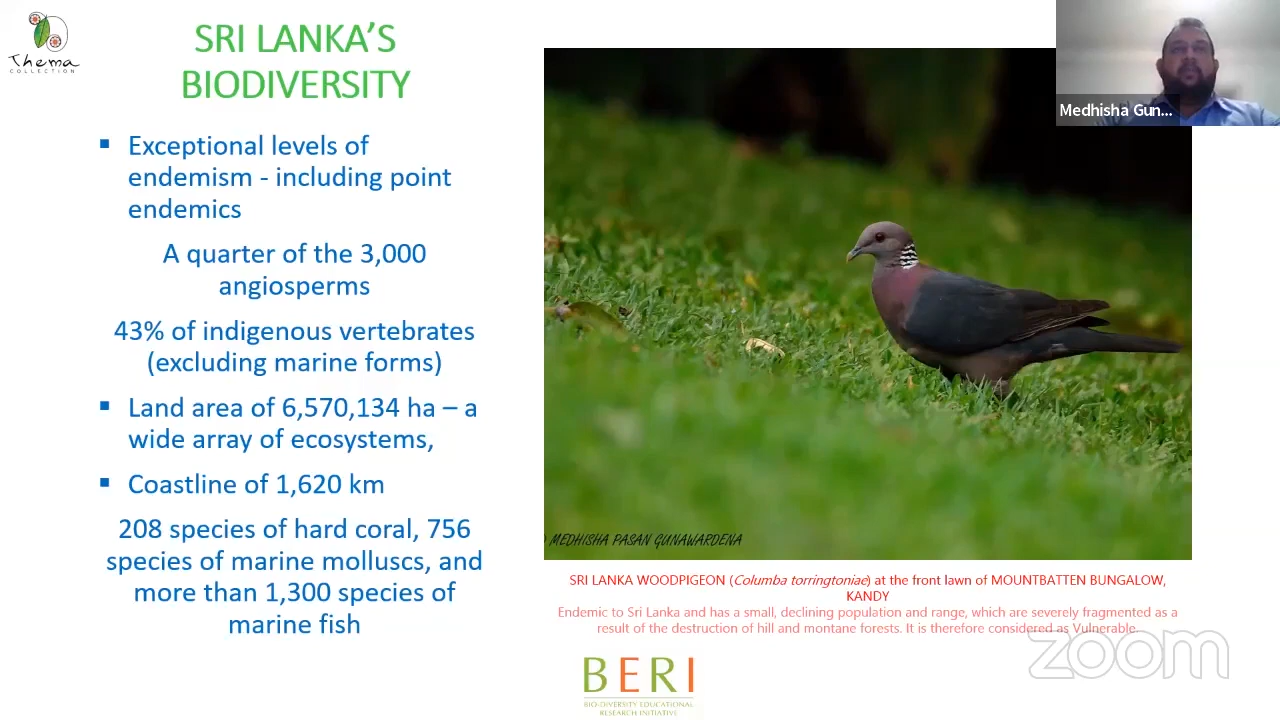 Thema
COLLECTION
SRI LANKA’S
BIODIVERSITY
▪ Exceptional levels of
endemism - including point
endemics
A quarter of the 3,000
angiosperms
43% of indigenous vertebrates
(excluding marine forms)
▪ Land area of 6,570,134 ha – a
wide array of ecosystems,
▪ Coastline of 1,620 km
208 species of hard coral, 756
species of marine molluscs, and
more than 1,300 species of
marine fish
Medhisha Gun...
MEDHISHA PASAN GUNAWARDENA
SRI LANKA WOODPIGEON (Columba torringtoniae) at the front lawn of MOUNTBATTEN BUNGALOW,
KANDY
Endemic to Sri Lanka and has a small, declining population and range, which are severely fragmented as a
result of the destruction of hill and montane forests. It is therefore considered as Vulnerable.
zoom
BERI
BIO-DIVERSITY EDUCATIONAL
RESEARCH INITIATIVE